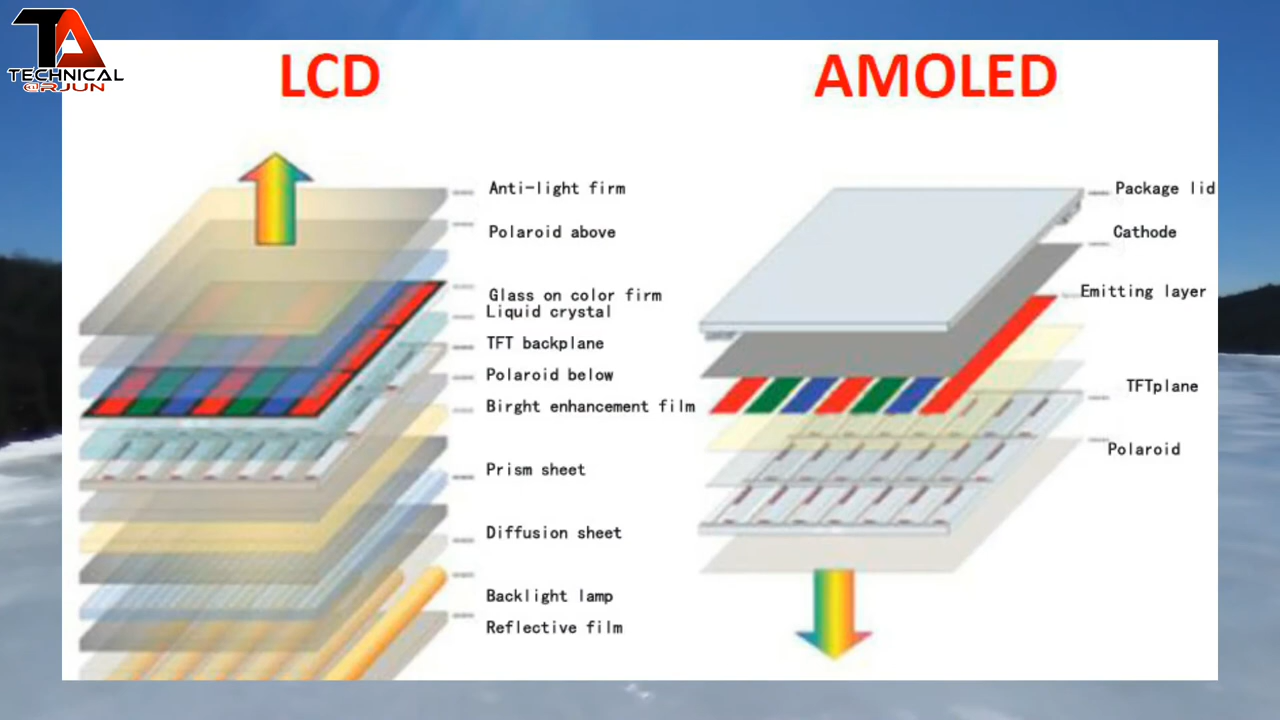 TA
TECHNICAL
@RJUN
LCD
AMOLED
Anti-light firm
Polaroid above
Glass on color firm
Liquid crystal
TFT backplane
Polaroid below
Birght enhancement film
Prism sheet
Diffusion sheet
Backlight lamp
Reflective film
Package lid
Cathode
Emitting layer
TFTplane
Polaroid